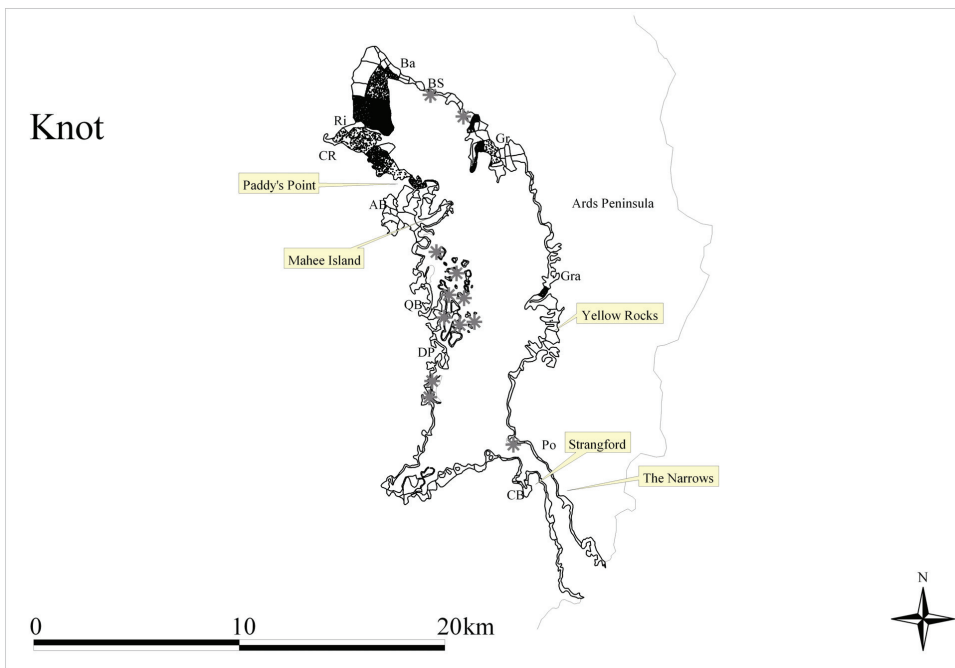 Knot
Ba
BS
Ri
Gr
CR
Paddy's Point
AB
Ards Peninsula
Mahee Island
Gra
QB
Yellow Rocks
DP
Po
Strangford
The Narrows
CB
N
0
10
20km